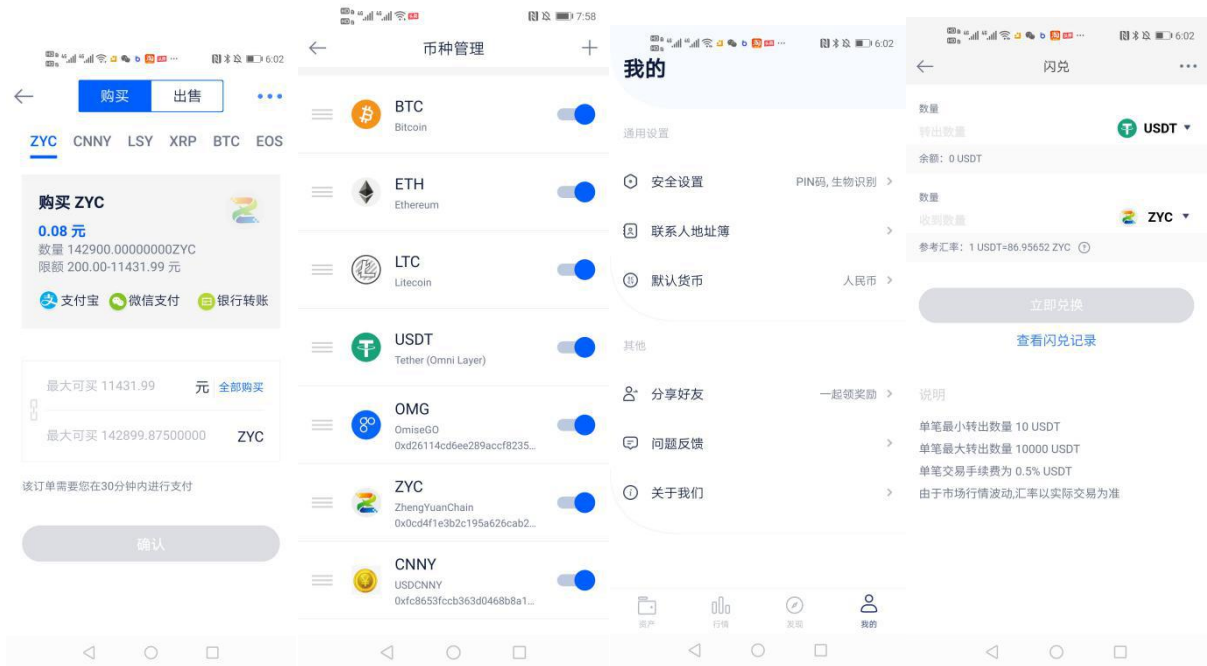 6:02
购买
出售
ZYC CNNY LSY XRP BTC EOS
购买 ZYC
0.08 元
数量 142900.00000000ZYC
限额 200.00-11431.99 元
支付宝 微信支付 银行转账
最大可买 11431.99 元 全部购买
最大可买 142899.87500000 ZYC
该订单需要您在30分钟内进行支付
确认
7:58
币种管理
BTC
Bitcoin
ETH
Ethereum
LTC
Litecoin
USDT
Tether (Omni Layer)
OMG
OmiseGO
0xd26114cd6ee289accf8235...
ZYC
ZhengYuanChain
0x0cd4f1e3b2c195a626cab2...
CNNY
USDCNNY
0xfc8653fccb363d0468b8a1...
6:02
我的
通用设置
安全设置 PIN码, 生物识别
联系人地址簿
默认货币 人民币
其他
分享好友 一起领奖励
问题反馈
关于我们
资产 行情 发现 我的
6:02
闪兑
数量
转出数量 USDT
余额: 0 USDT
数量
收到数量 ZYC
参考汇率: 1 USDT=86.95652 ZYC
立即兑换
查看闪兑记录
说明
单笔最小转出数量 10 USDT
单笔最大转出数量 10000 USDT
单笔交易手续费为 0.5% USDT
由于市场行情波动,汇率以实际交易为准